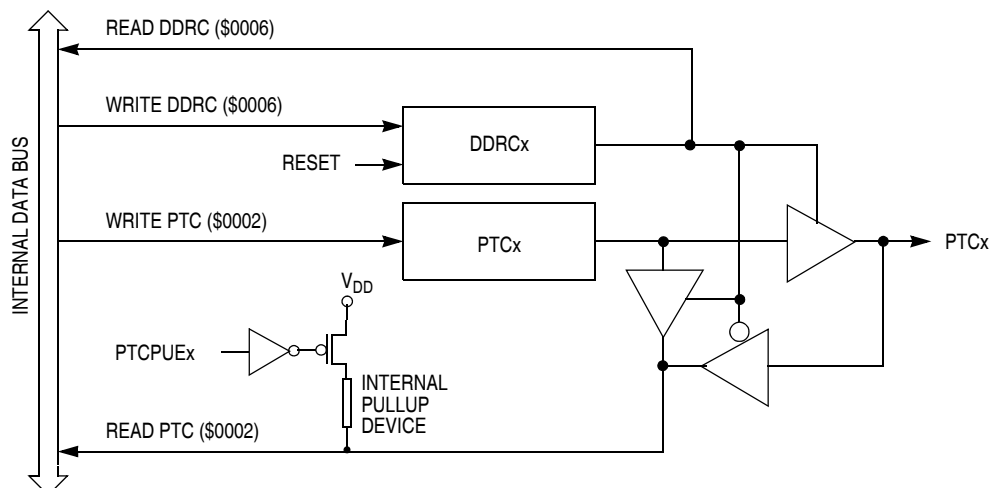 READ DDRC ($0006)
WRITE DDRC ($0006)
DDRCx
RESET
INTERNAL DATA BUS
WRITE PTC ($0002)
PTCx
PTCx
VDD
PTCPUEx
INTERNAL
PULLUP
DEVICE
READ PTC ($0002)